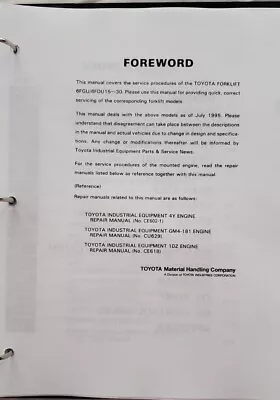 FOREWORD
This manual covers the service procedures of the TOYOTA FORKLIFT
6FGU/6FDU15~30. Please use this manual for providing quick, correct
servicing of the corresponding forklift models
This manual deals with the above models as of July 1995. Please
understand that disagreement can take place between the descriptions
in the manual and actual vehicles due to change in design and specifica-
tions. Any change or modifications thereafter will be informed by
Toyota Industrial Equipment Parts & Service News.
For the service procedures of the mounted engine, read the repair
manuals listed below as reference together with this manual.
(Reference)
Repair manuals related to this manual are as follows:
TOYOTA INDUSTRIAL EQUIPMENT 4Y ENGINE
REPAIR MANUAL (No. CE602-1)
TOYOTA INDUSTRIAL EQUIPMENT GM4-181 ENGINE
REPAIR MANUAL (No. CU629)
TOYOTA INDUSTRIAL EQUIPMENT 1DZ ENGINE
REPAIR MANUAL (No. CE618)
TOYOTA Material Handling Company
A Division of TOYOTA INDUSTRIES CORPORATION